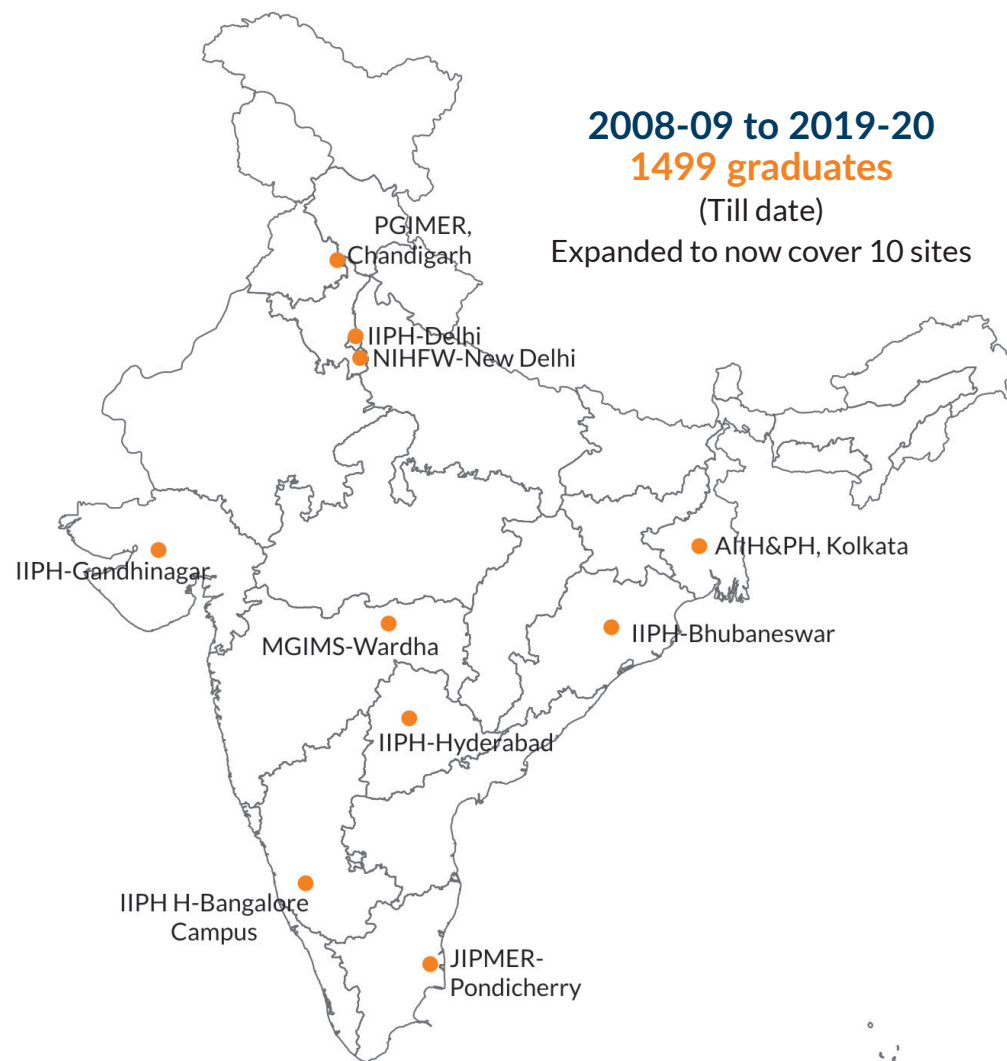 2008-09 to 2019-20
1499 graduates
(Till date)
Expanded to now cover 10 sites
PGIMER,
Chandigarh
IIPH-Delhi
NIHFW-New Delhi
IIPH-Gandhinagar
AIIH&PH, Kolkata
MGIMS-Wardha
IIPH-Bhubaneswar
IIPH-Hyderabad
IIPH H-Bangalore
Campus
JIPMER-
Pondicherry